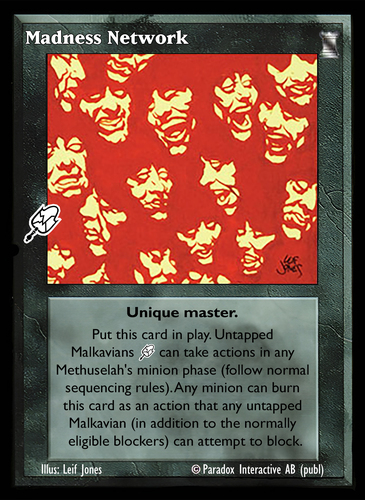 Madness Network
Leif
Jones
Unique master.
Put this card in play. Untapped
Malkavians can take actions in any
Methuselah's minion phase (follow normal
sequencing rules). Any minion can burn
this card as an action that any untapped
Malkavian (in addition to the normally
eligible blockers) can attempt to block.
Illus: Leif Jones © Paradox Interactive AB (publ)